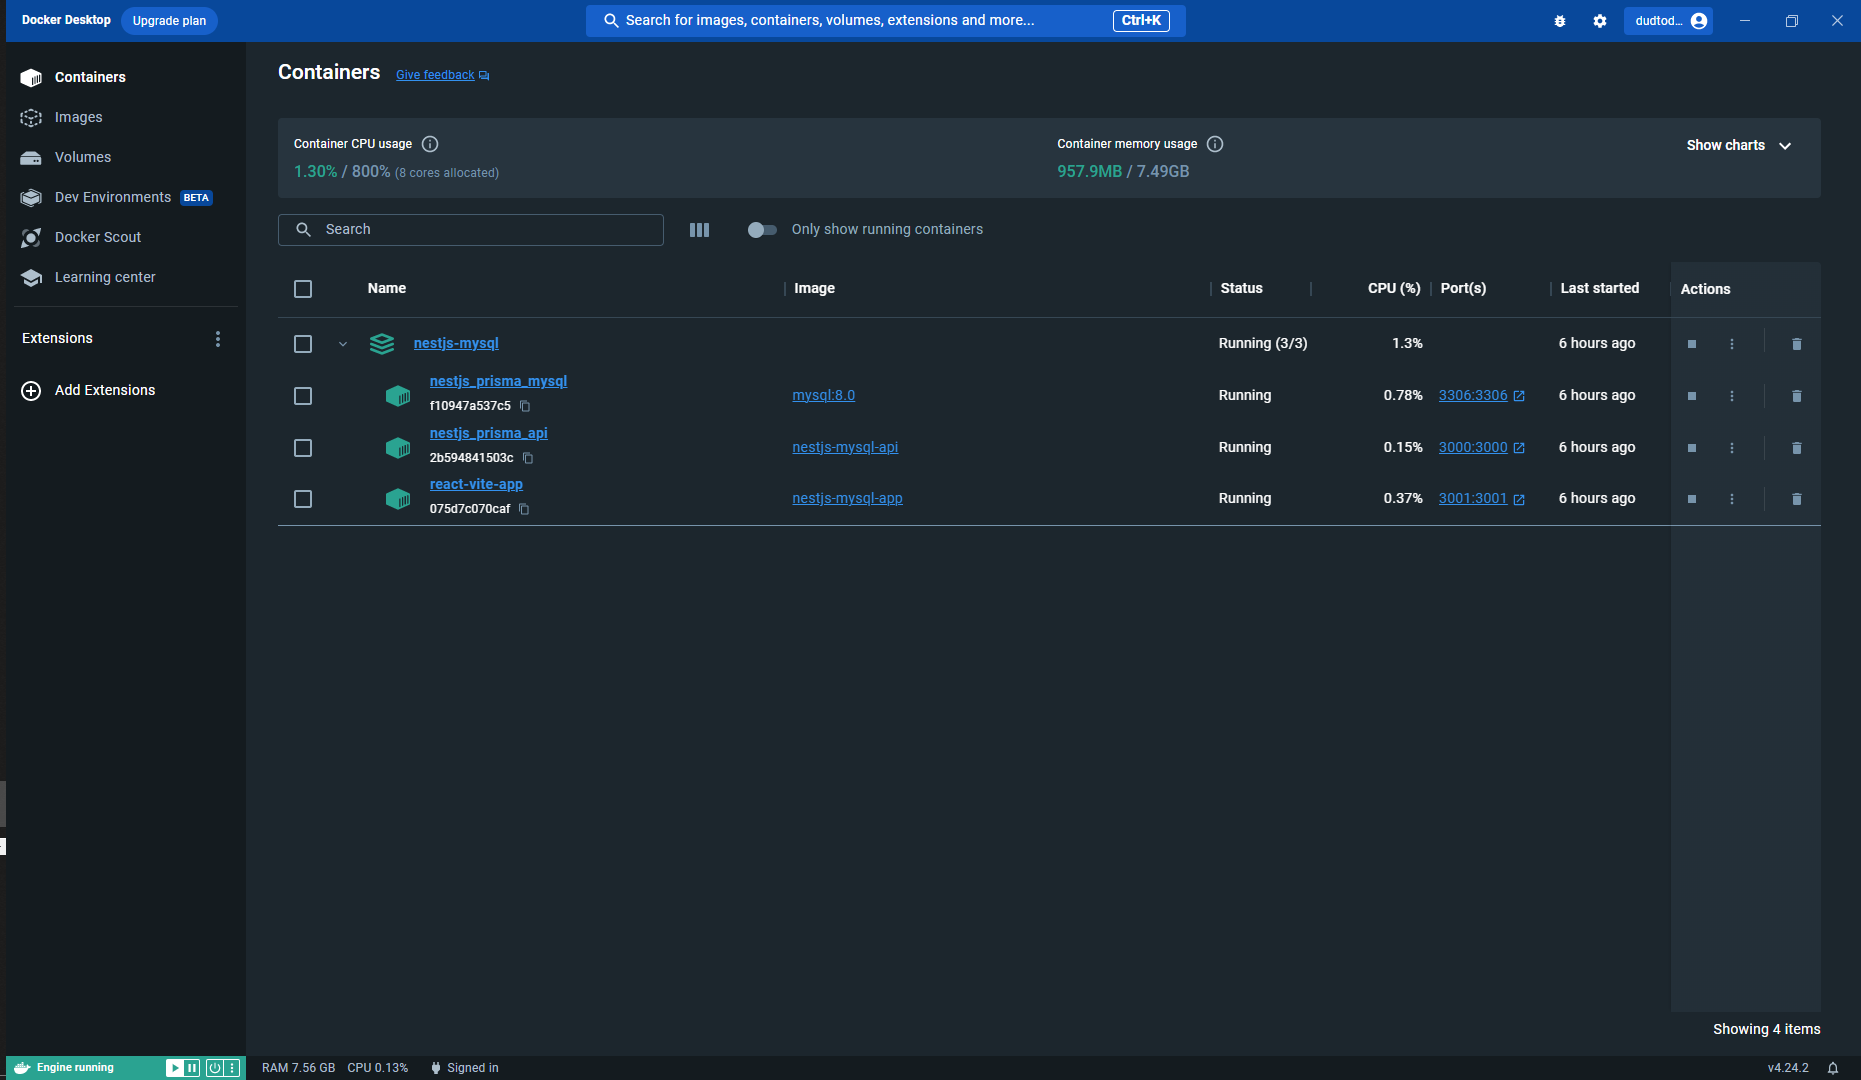 Docker Desktop Upgrade plan Search for images, containers, volumes, extensions and more... Ctrl+K dudtod...
Containers
Images
Volumes
Dev Environments BETA
Docker Scout
Learning center
Extensions
Add Extensions
Containers Give feedback
Container CPU usage
1.30% / 800% (8 cores allocated)
Container memory usage
957.9MB / 7.49GB
Show charts
Search
Only show running containers
Name Image Status CPU (%) Port(s) Last started Actions
nestjs-mysql Running (3/3) 1.3% 6 hours ago
nestjs_prisma_mysql
f10947a537c5
mysql:8.0 Running 0.78% 3306:3306 6 hours ago
nestjs_prisma_api
2b594841503c
nestjs-mysql-api Running 0.15% 3000:3000 6 hours ago
react-vite-app
075d7c070caf
nestjs-mysql-app Running 0.37% 3001:3001 6 hours ago
Showing 4 items
Engine running RAM 7.56 GB CPU 0.13% Signed in v4.24.2